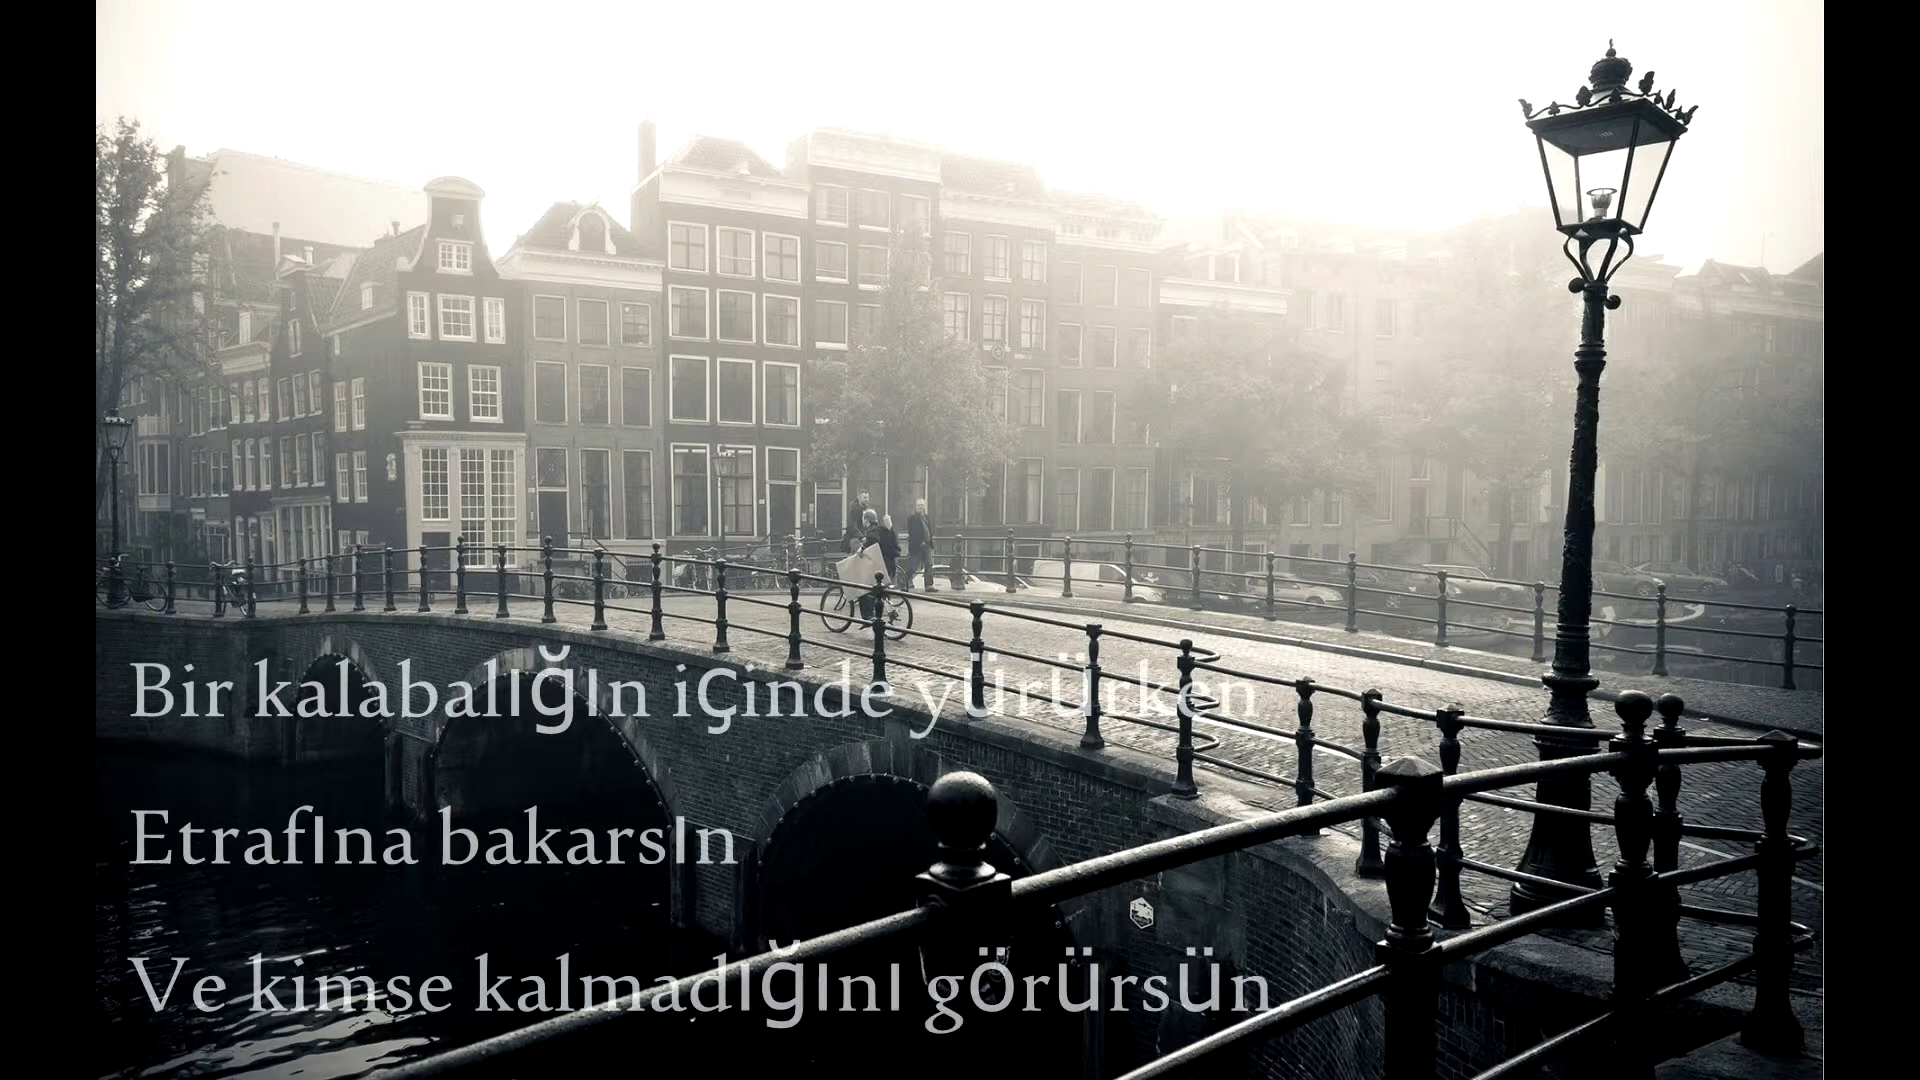 Bir kalabalığın içinde yürürken
Etrafına bakarsın
Ve kimse kalmadığını görürsün